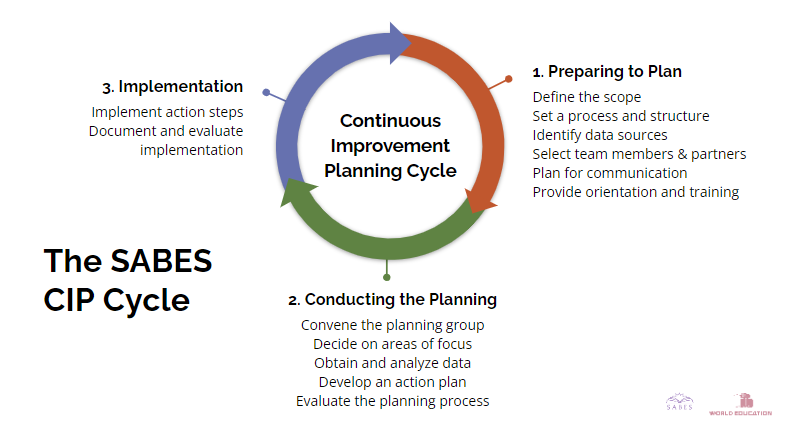 Continuous
Improvement
Planning Cycle
1. Preparing to Plan
Define the scope
Set a process and structure
Identify data sources
Select team members & partners
Plan for communication
Provide orientation and training
2. Conducting the Planning
Convene the planning group
Decide on areas of focus
Obtain and analyze data
Develop an action plan
Evaluate the planning process
3. Implementation
Implement action steps
Document and evaluate
implementation
The SABES
CIP Cycle
SABES
WORLD EDUCATION